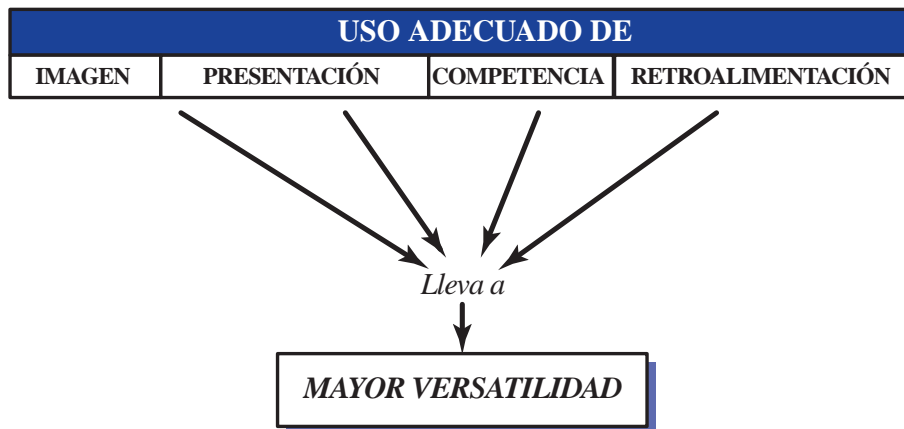 USO ADECUADO DE
IMAGEN PRESENTACIÓN COMPETENCIA RETROALIMENTACIÓN
Lleva a
MAYOR VERSATILIDAD